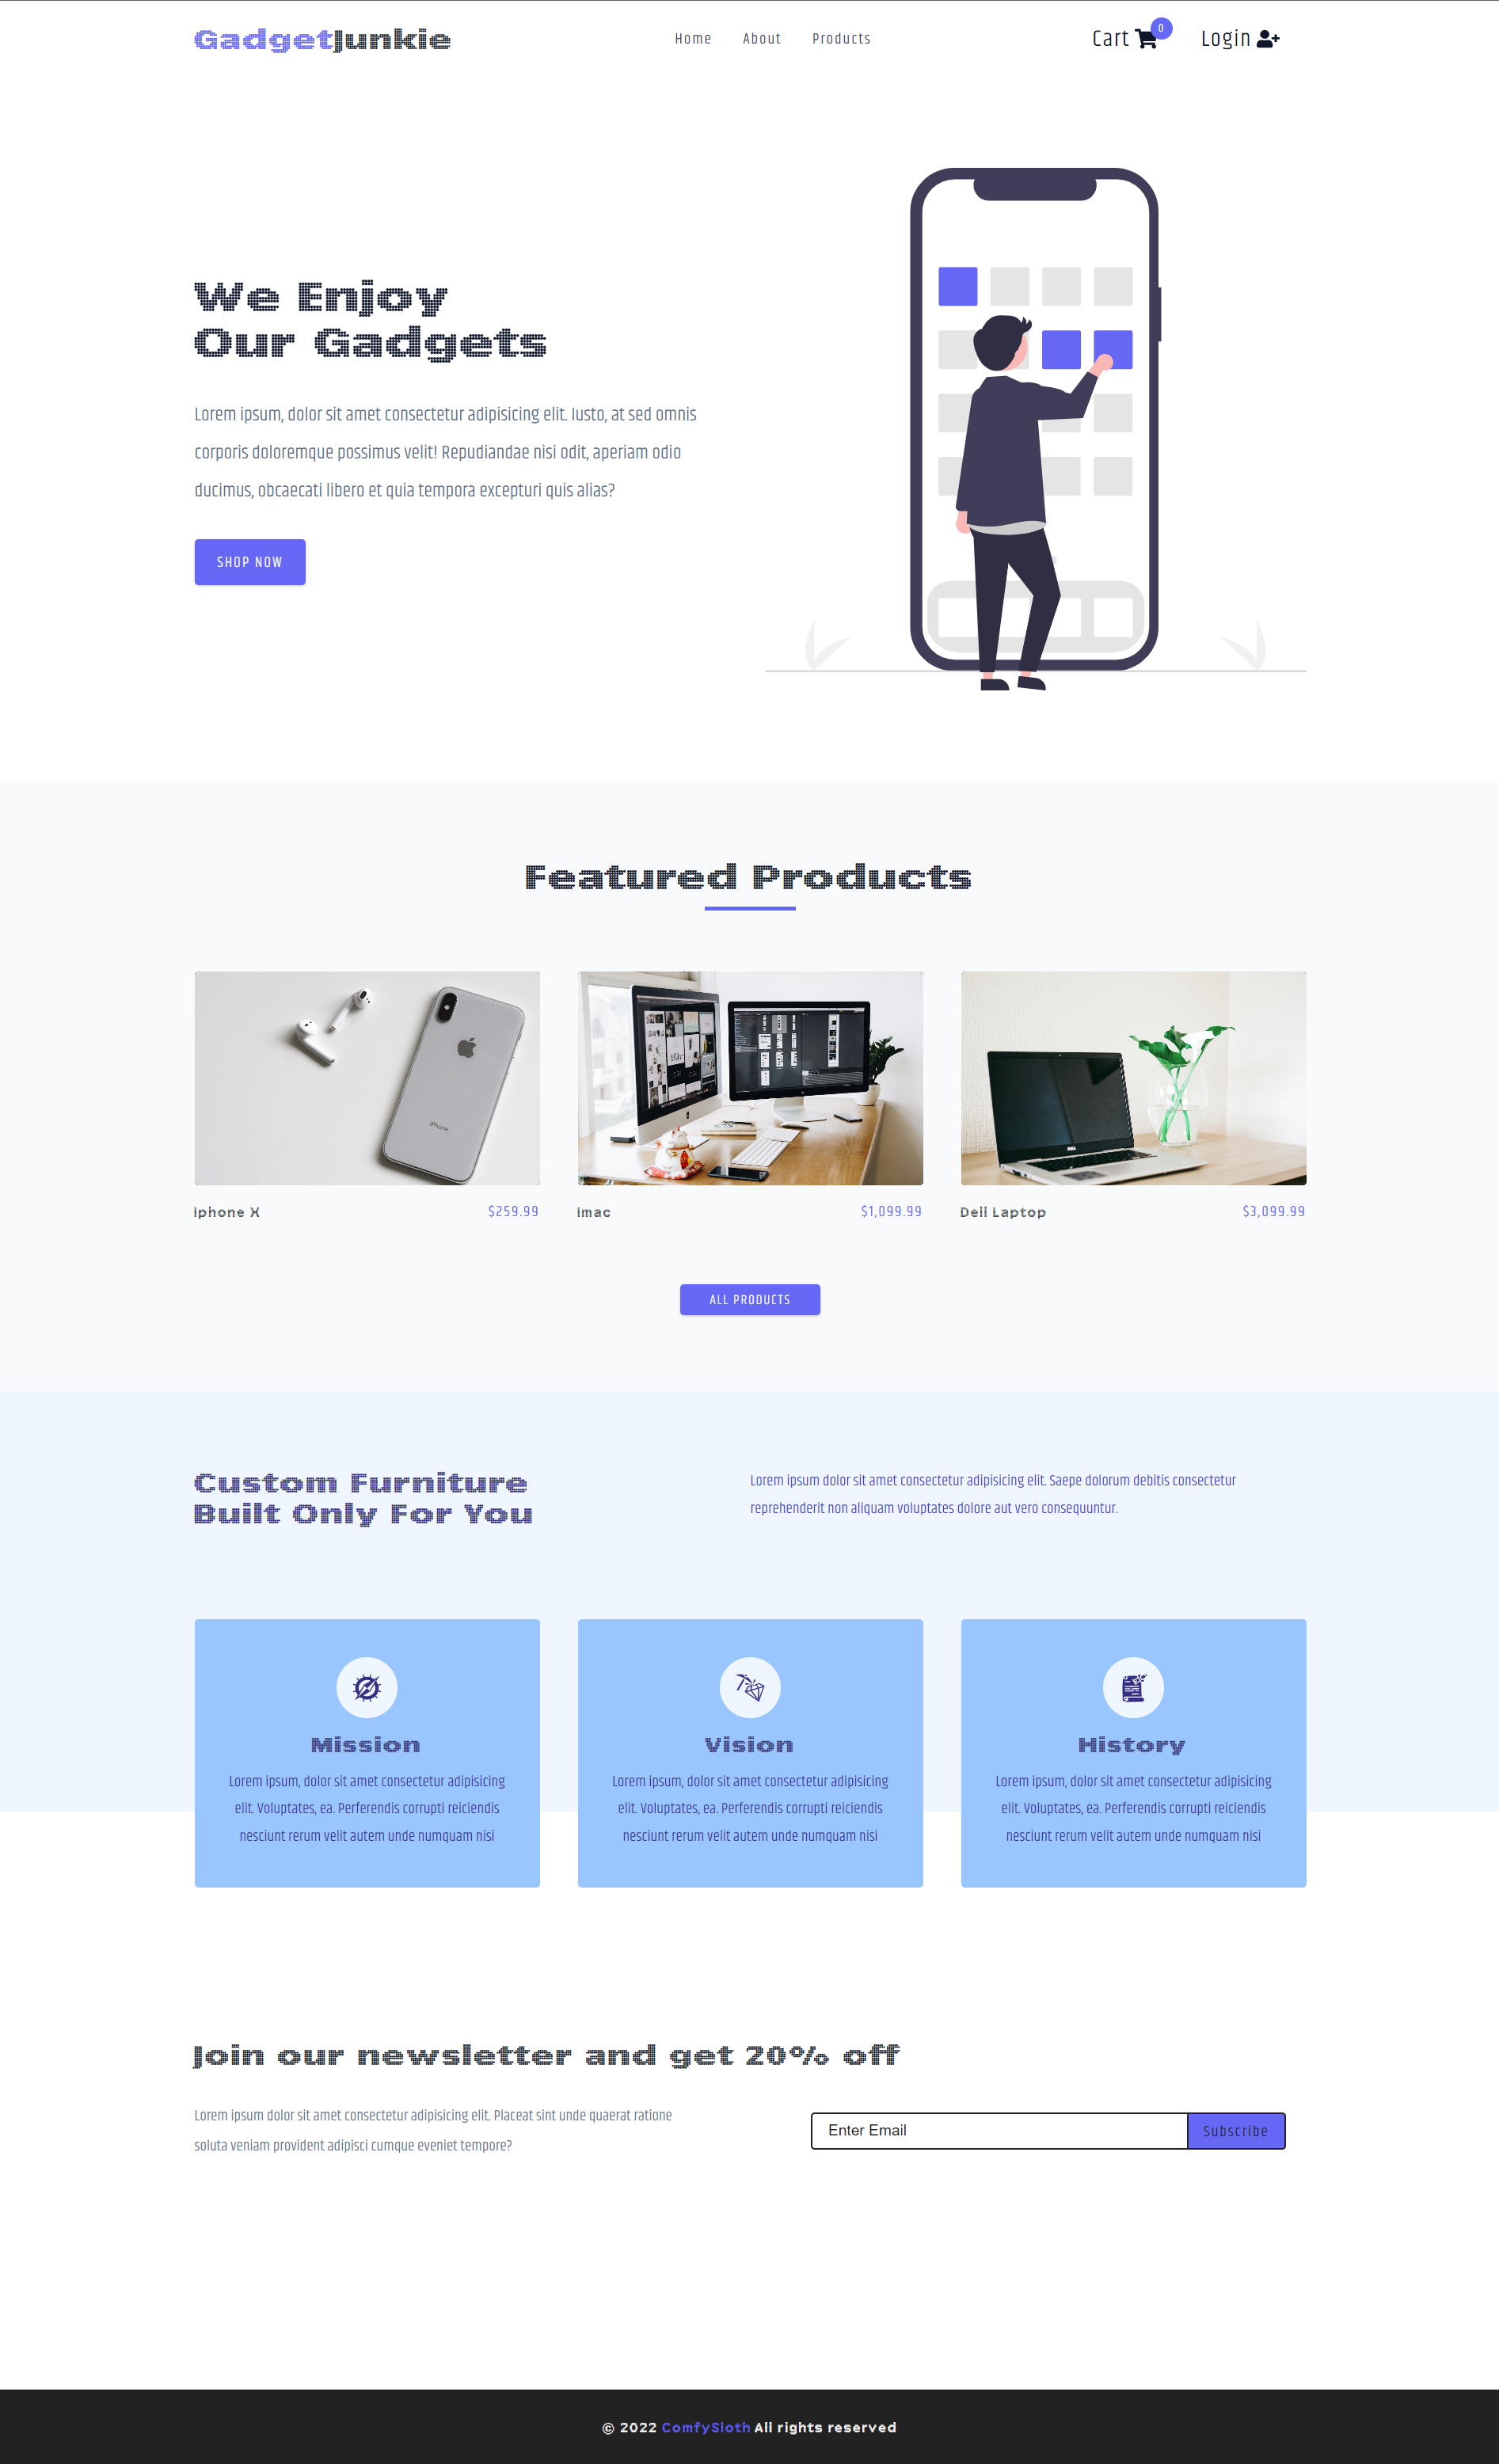 GadgetJunkie
Home About Products
Cart 0 Login
We Enjoy
Our Gadgets
Lorem ipsum, dolor sit amet consectetur adipisicing elit. Iusto, at sed omnis
corporis doloremque possimus velit! Repudiandae nisi odit, aperiam odio
ducimus, obcaecati libero et quia tempora excepturi quis alias?
SHOP NOW
Featured Products
iPhone
DELL
iphone X $259.99
imac $1,099.99
Dell Laptop $3,099.99
ALL PRODUCTS
Custom Furniture
Built Only For You
Lorem ipsum dolor sit amet consectetur adipisicing elit. Saepe dolorum debitis consectetur
reprehenderit non aliquam voluptates dolore aut vero consequuntur.
Mission
Lorem ipsum, dolor sit amet consectetur adipisicing
elit. Voluptates, ea. Perferendis corrupti reiciendis
nesciunt rerum velit autem unde numquam nisi
Vision
Lorem ipsum, dolor sit amet consectetur adipisicing
elit. Voluptates, ea. Perferendis corrupti reiciendis
nesciunt rerum velit autem unde numquam nisi
History
Lorem ipsum, dolor sit amet consectetur adipisicing
elit. Voluptates, ea. Perferendis corrupti reiciendis
nesciunt rerum velit autem unde numquam nisi
Join our newsletter and get 20% off
Lorem ipsum dolor sit amet consectetur adipisicing elit. Placeat sint unde quaerat ratione
soluta veniam provident adipisci cumque eveniet tempore?
Enter Email Subscribe
© 2022 ComfySloth All rights reserved